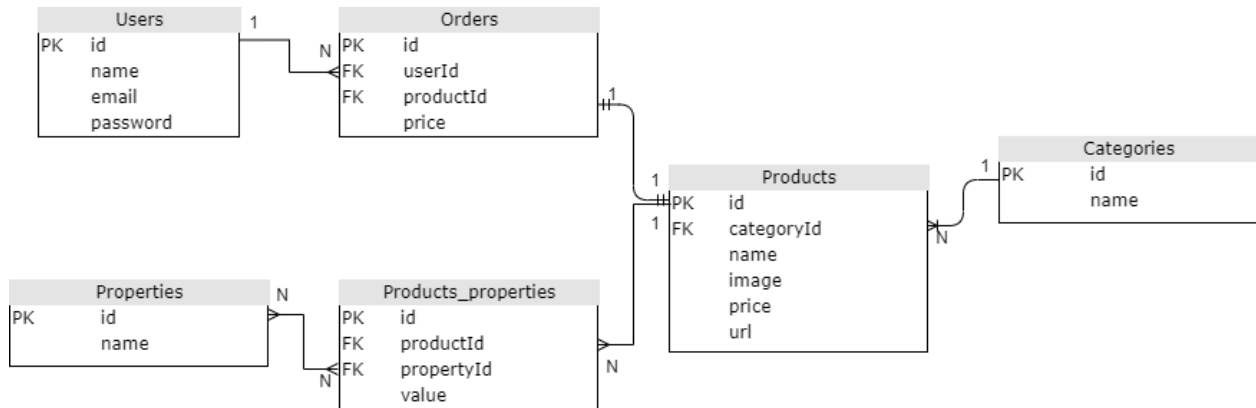 Users
PK id
name
email
password
1
N
Orders
PK id
FK userId
FK productId
price
1
1
1
Products
PK id
FK categoryId
name
image
price
url
1
N
Categories
PK id
name
Properties
PK id
name
N
N
Products_properties
PK id
FK productId
FK propertyId
value
N